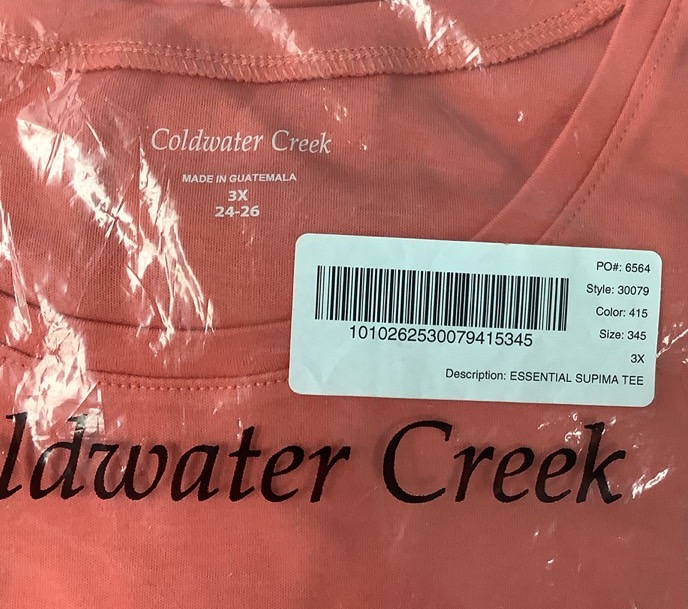 Coldwater Creek
MADE IN GUATEMALA
3X
24-26
PO#: 6564
Style: 30079
Color: 415
Size: 345
3X
1010262530079415345
Description: ESSENTIAL SUPIMA TEE
ldwater Creek